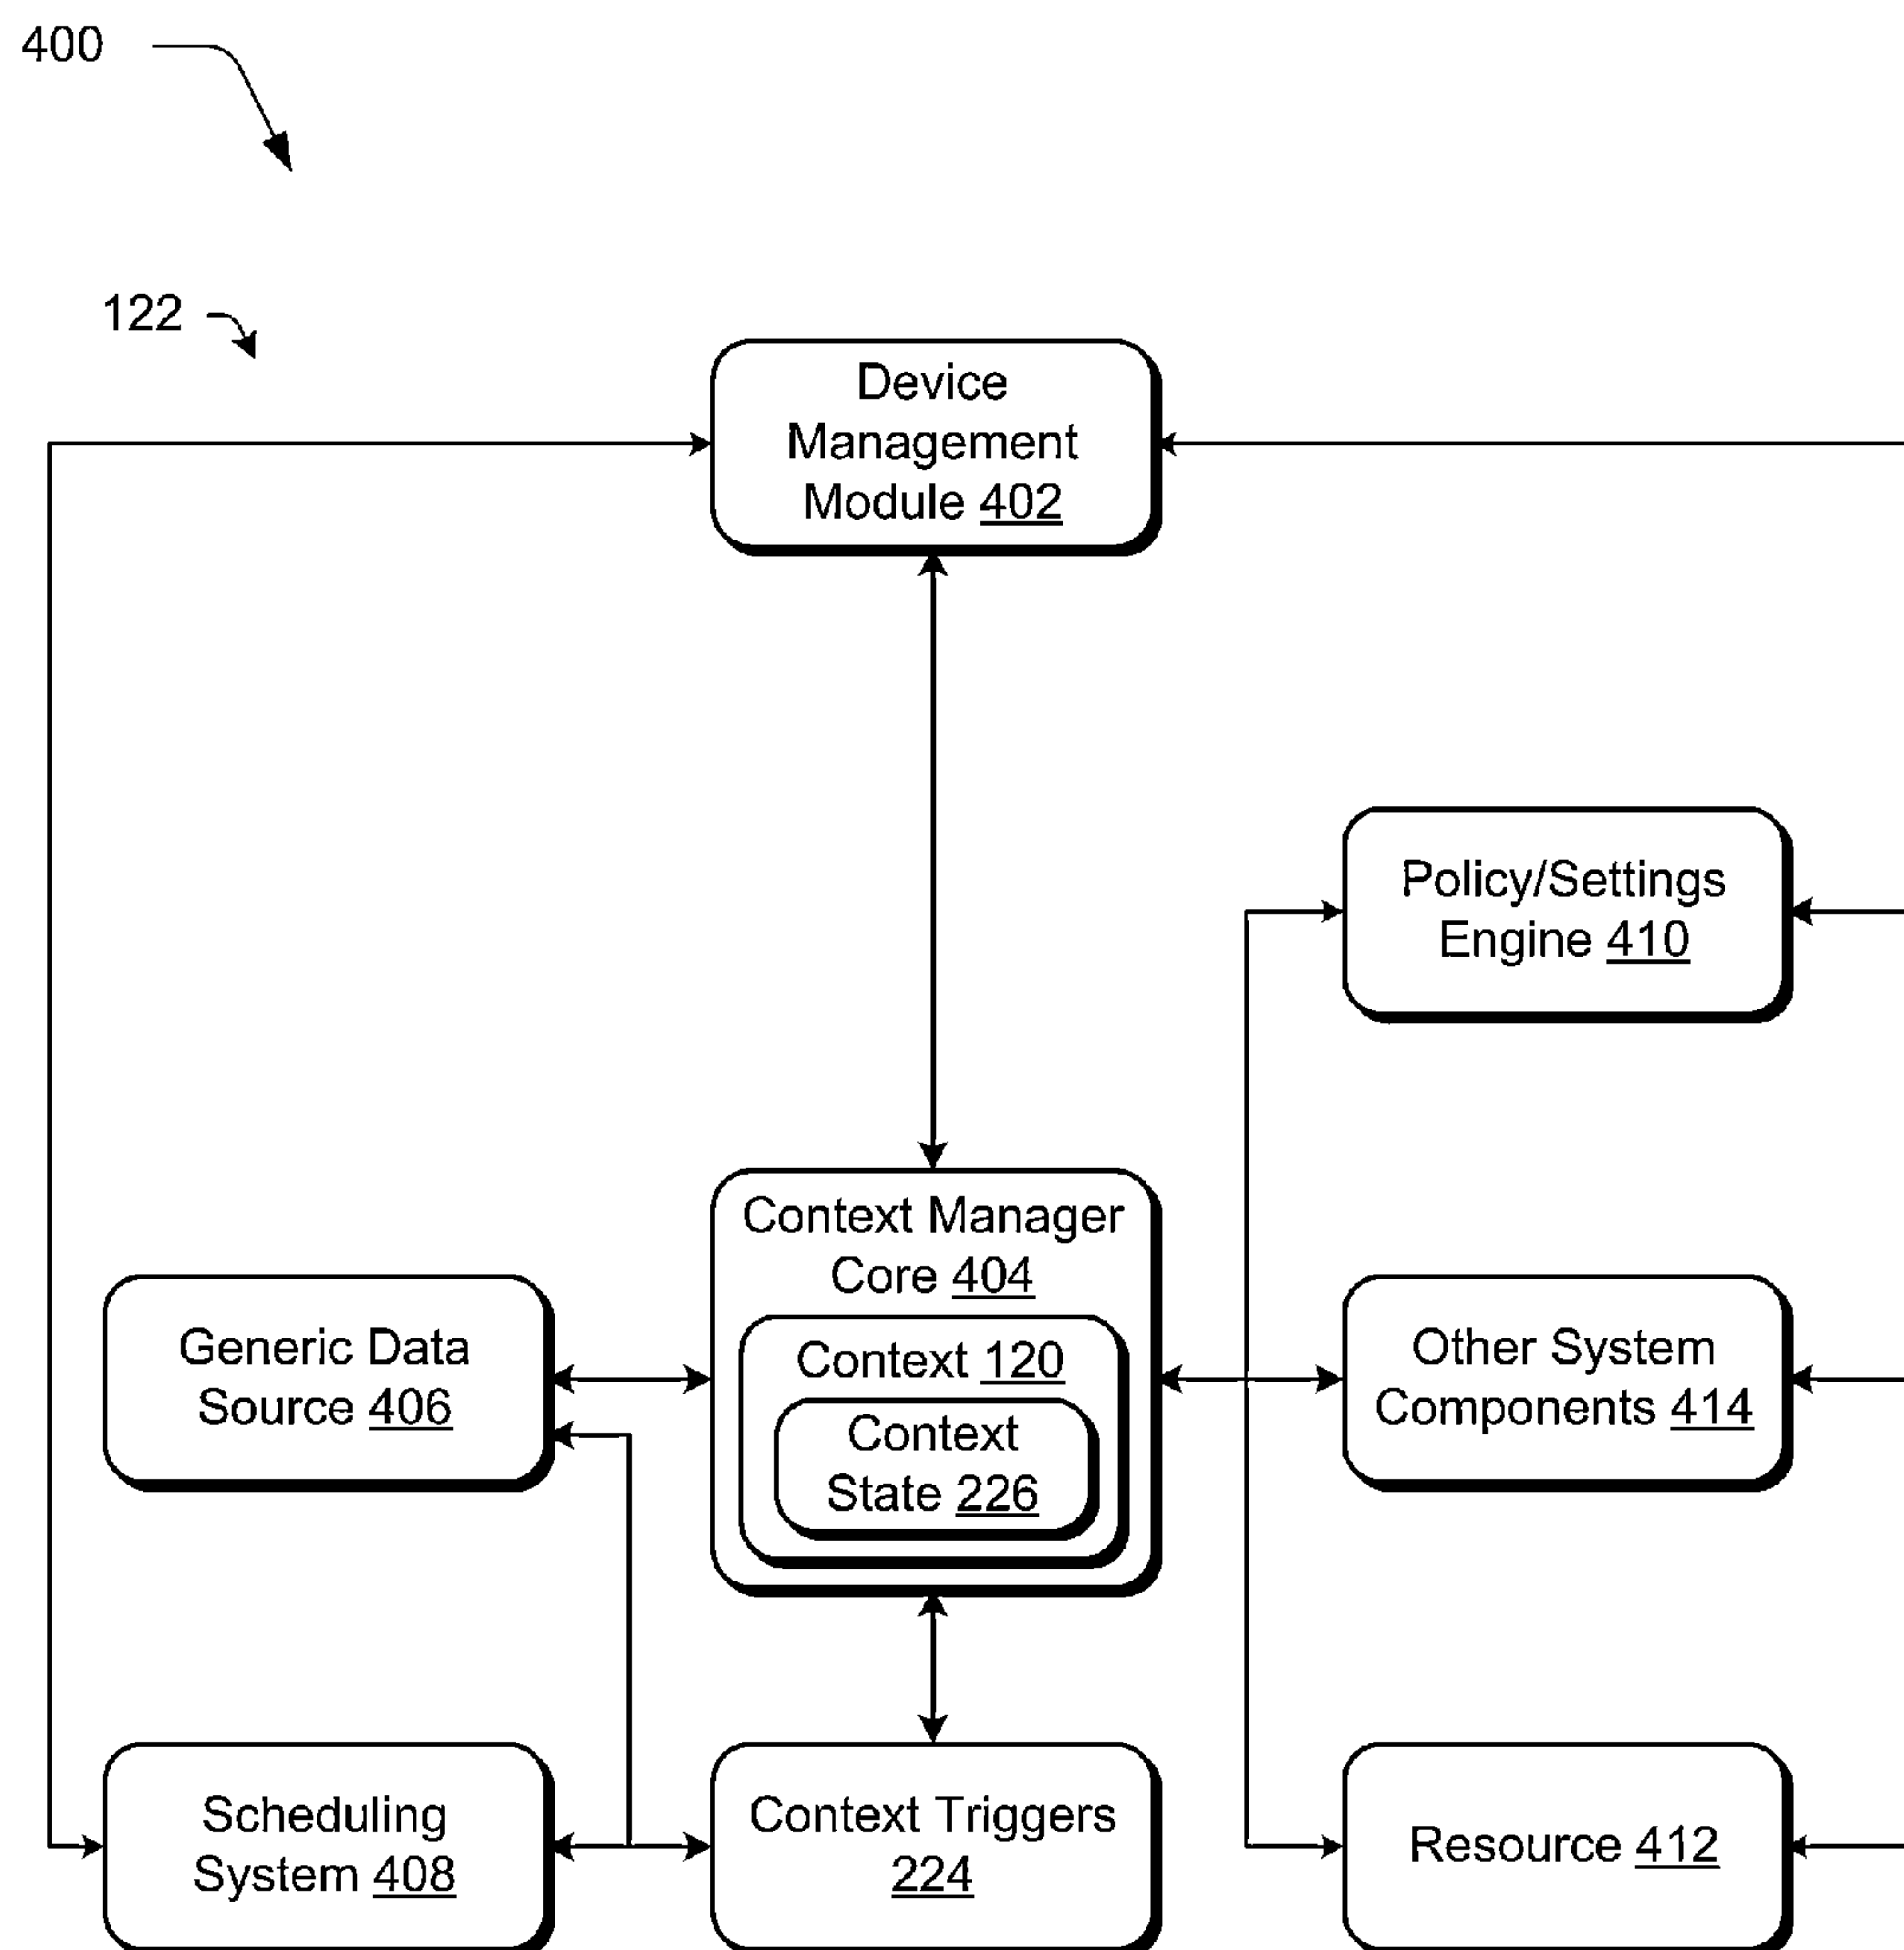 400
122
Device
Management
Module 402
Policy/Settings
Engine 410
Context Manager
Core 404
Context 120
Context
State 226
Generic Data
Source 406
Other System
Components 414
Scheduling
System 408
Context Triggers
224
Resource 412